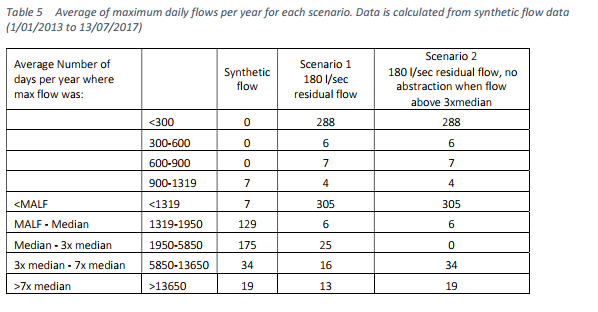 Table 5 Average of maximum daily flows per year for each scenario. Data is calculated from synthetic flow data
(1/01/2013 to 13/07/2017)
Average Number of
days per year where
max flow was:
Synthetic
flow
Scenario 1
180 l/sec
residual flow
Scenario 2
180 l/sec residual flow, no
abstraction when flow
above 3xmedian
<300 0 288 288
300-600 0 6 6
600-900 0 7 7
900-1319 7 4 4
<MALF <1319 7 305 305
MALF - Median 1319-1950 129 6 6
Median - 3x median 1950-5850 175 25 0
3x median - 7x median 5850-13650 34 16 34
>7x median >13650 19 13 19